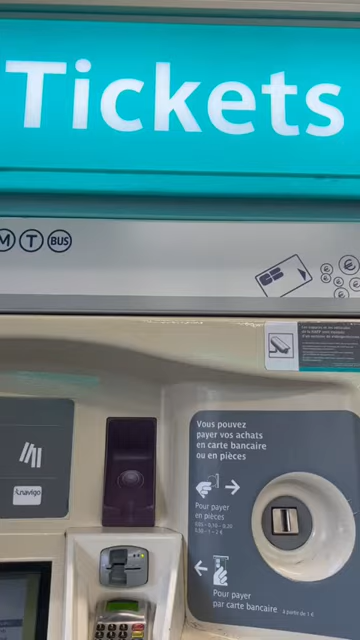 Tickets
M T BUS
Vous pouvez
payer vos achats
en carte bancaire
ou en pièces
navigo
Pour payer
en pièces
Pour payer
par carte bancaire à partir de 1 €